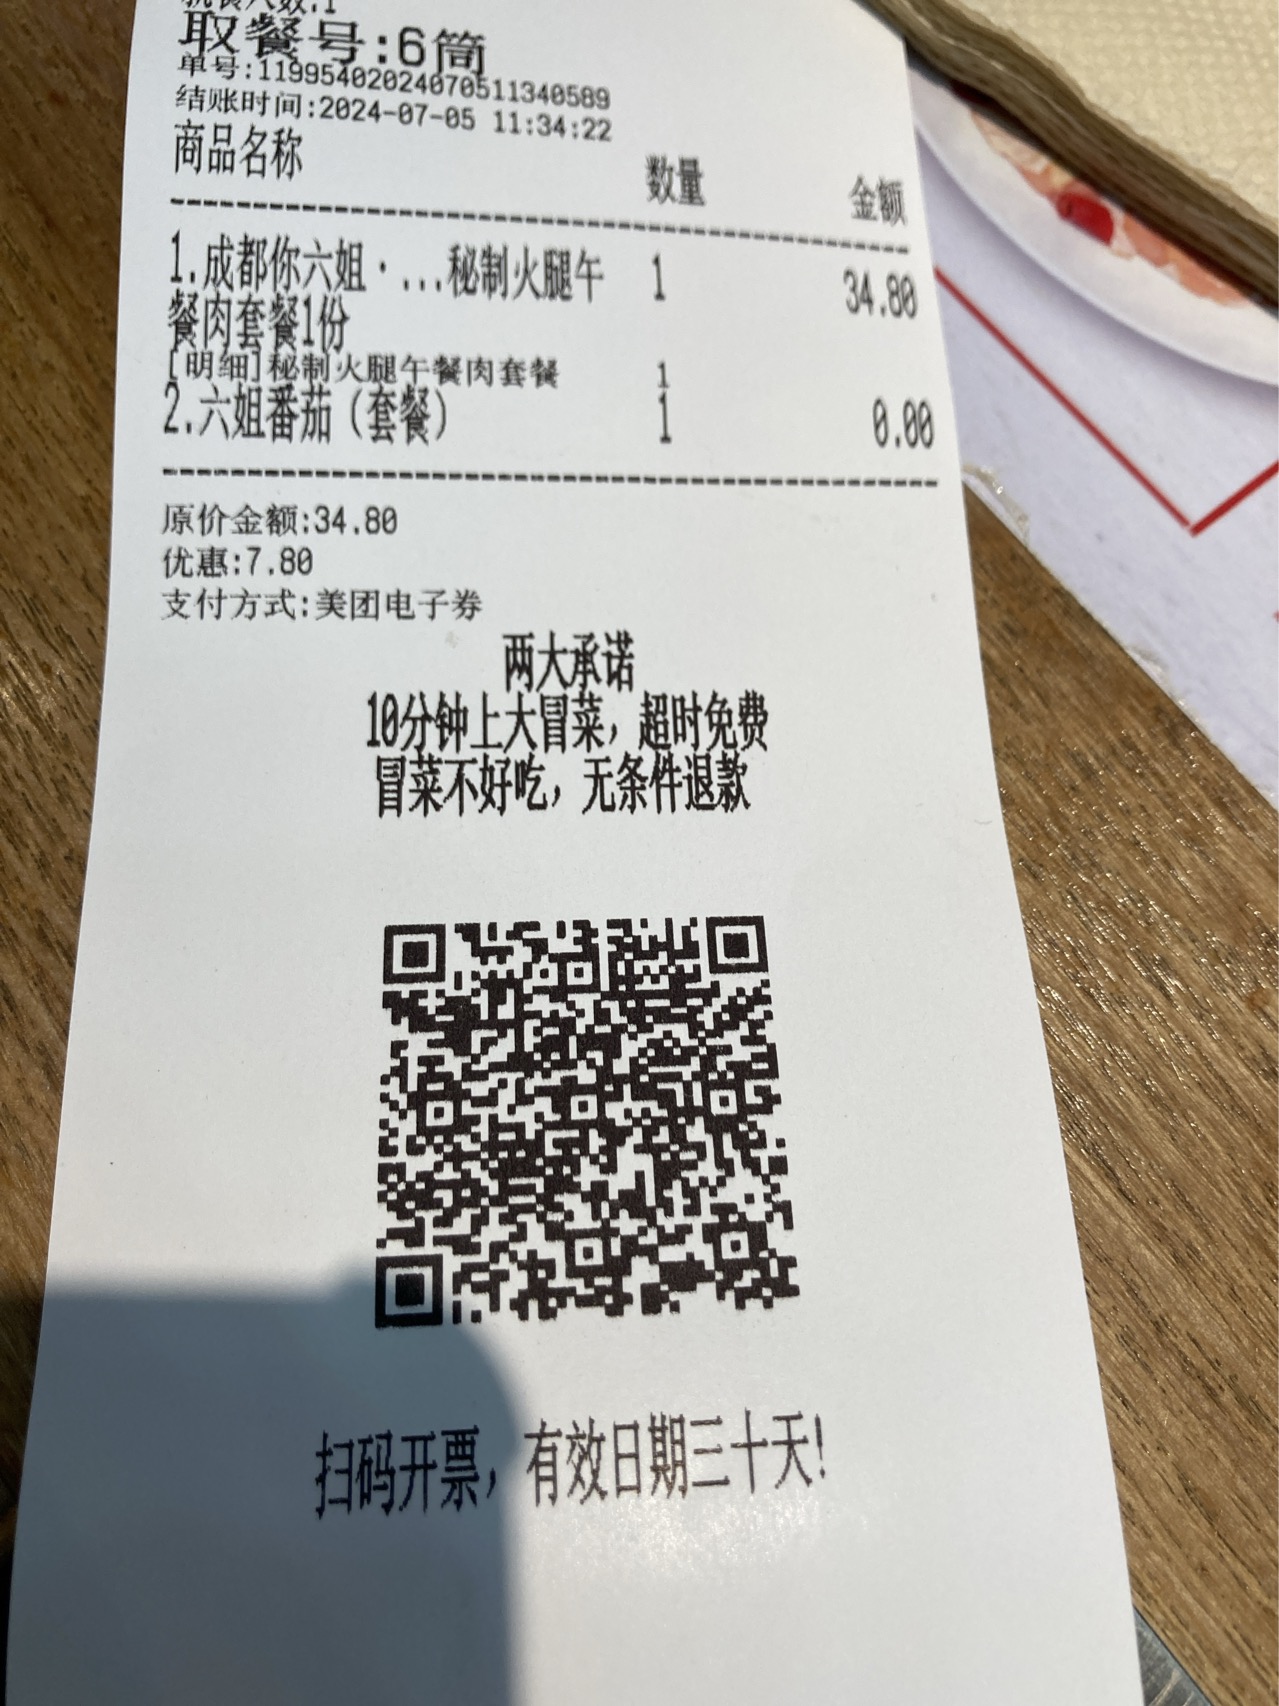 就餐人数:1
取餐号:6筒
单号:11995402024070511340589
结账时间:2024-07-05 11:34:22
商品名称 数量 金额
1.成都你六姐·...秘制火腿午 1 34.80
餐肉套餐1份
[明细]秘制火腿午餐肉套餐 1
2.六姐番茄(套餐) 1 0.00
原价金额:34.80
优惠:7.80
支付方式:美团电子券
两大承诺
10分钟上大冒菜,超时免费
冒菜不好吃,无条件退款
扫码开票,有效日期三十天!